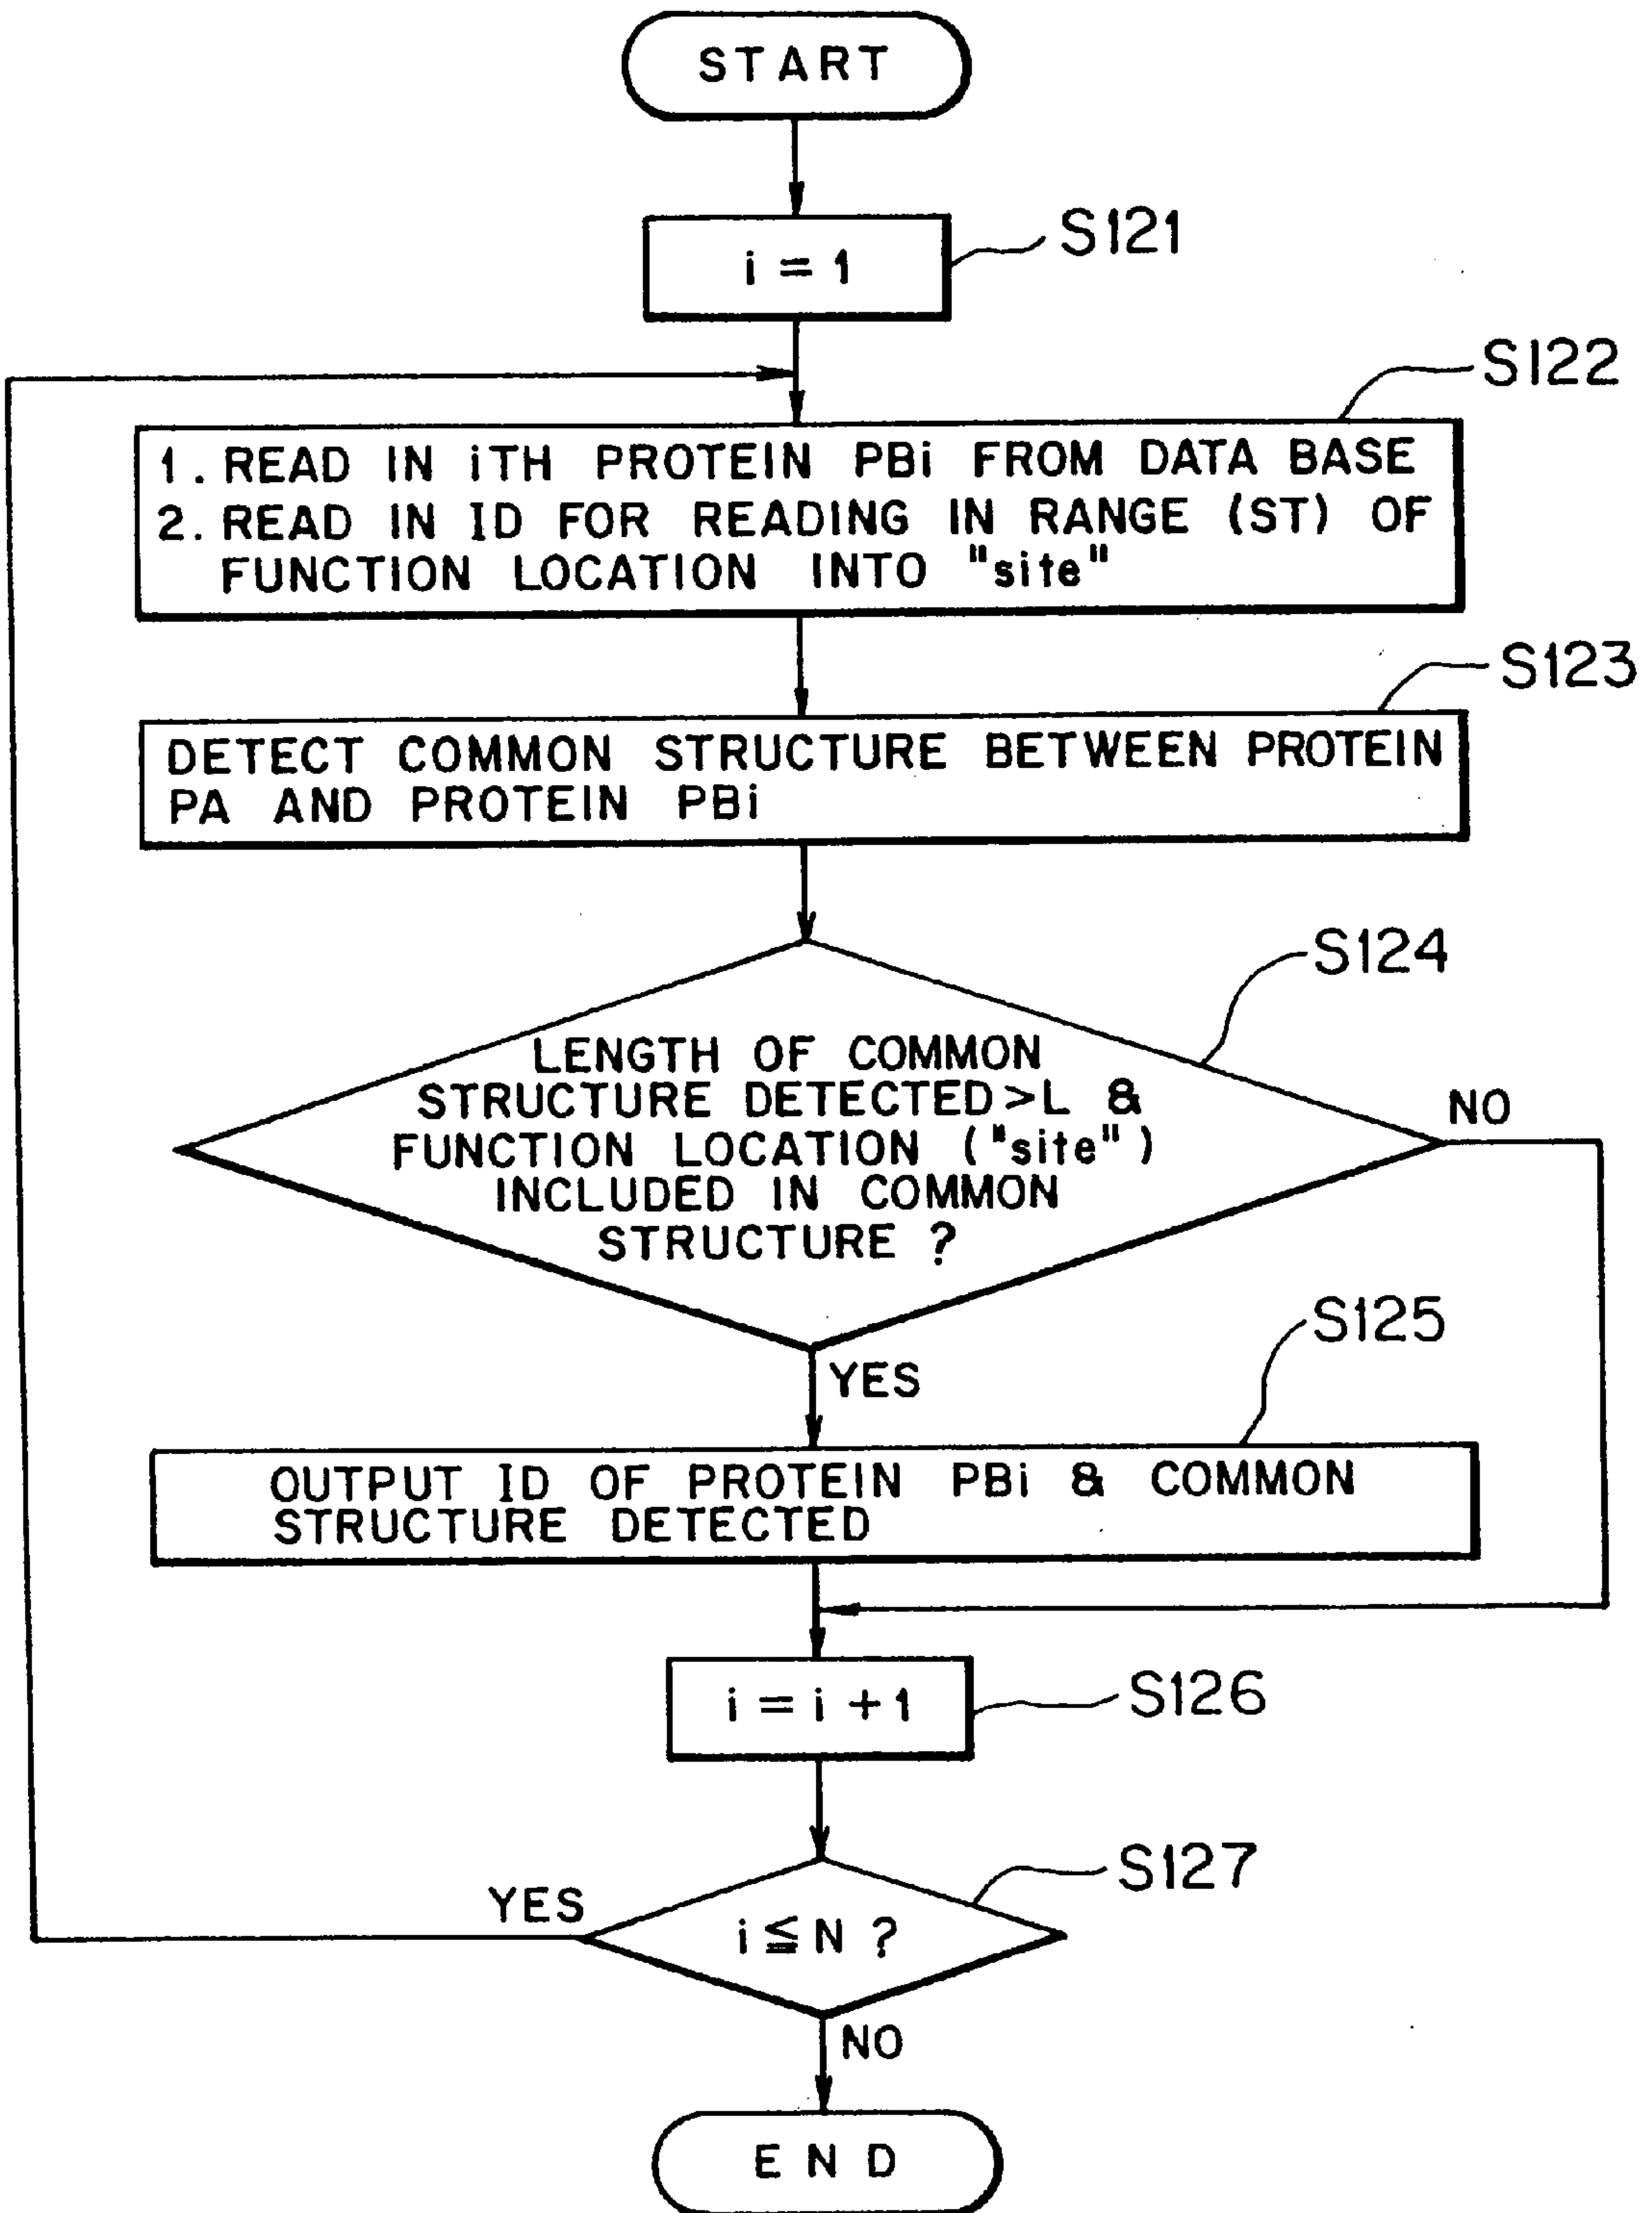 START
i = 1
S121
S122
1. READ IN iTH PROTEIN PBi FROM DATA BASE
2. READ IN ID FOR READING IN RANGE (ST) OF
FUNCTION LOCATION INTO "site"
S123
DETECT COMMON STRUCTURE BETWEEN PROTEIN
PA AND PROTEIN PBi
S124
LENGTH OF COMMON
STRUCTURE DETECTED>L &
FUNCTION LOCATION ("site")
INCLUDED IN COMMON
STRUCTURE ?
NO
YES
S125
OUTPUT ID OF PROTEIN PBi & COMMON
STRUCTURE DETECTED
i = i + 1
S126
S127
YES
i ≦ N ?
NO
END